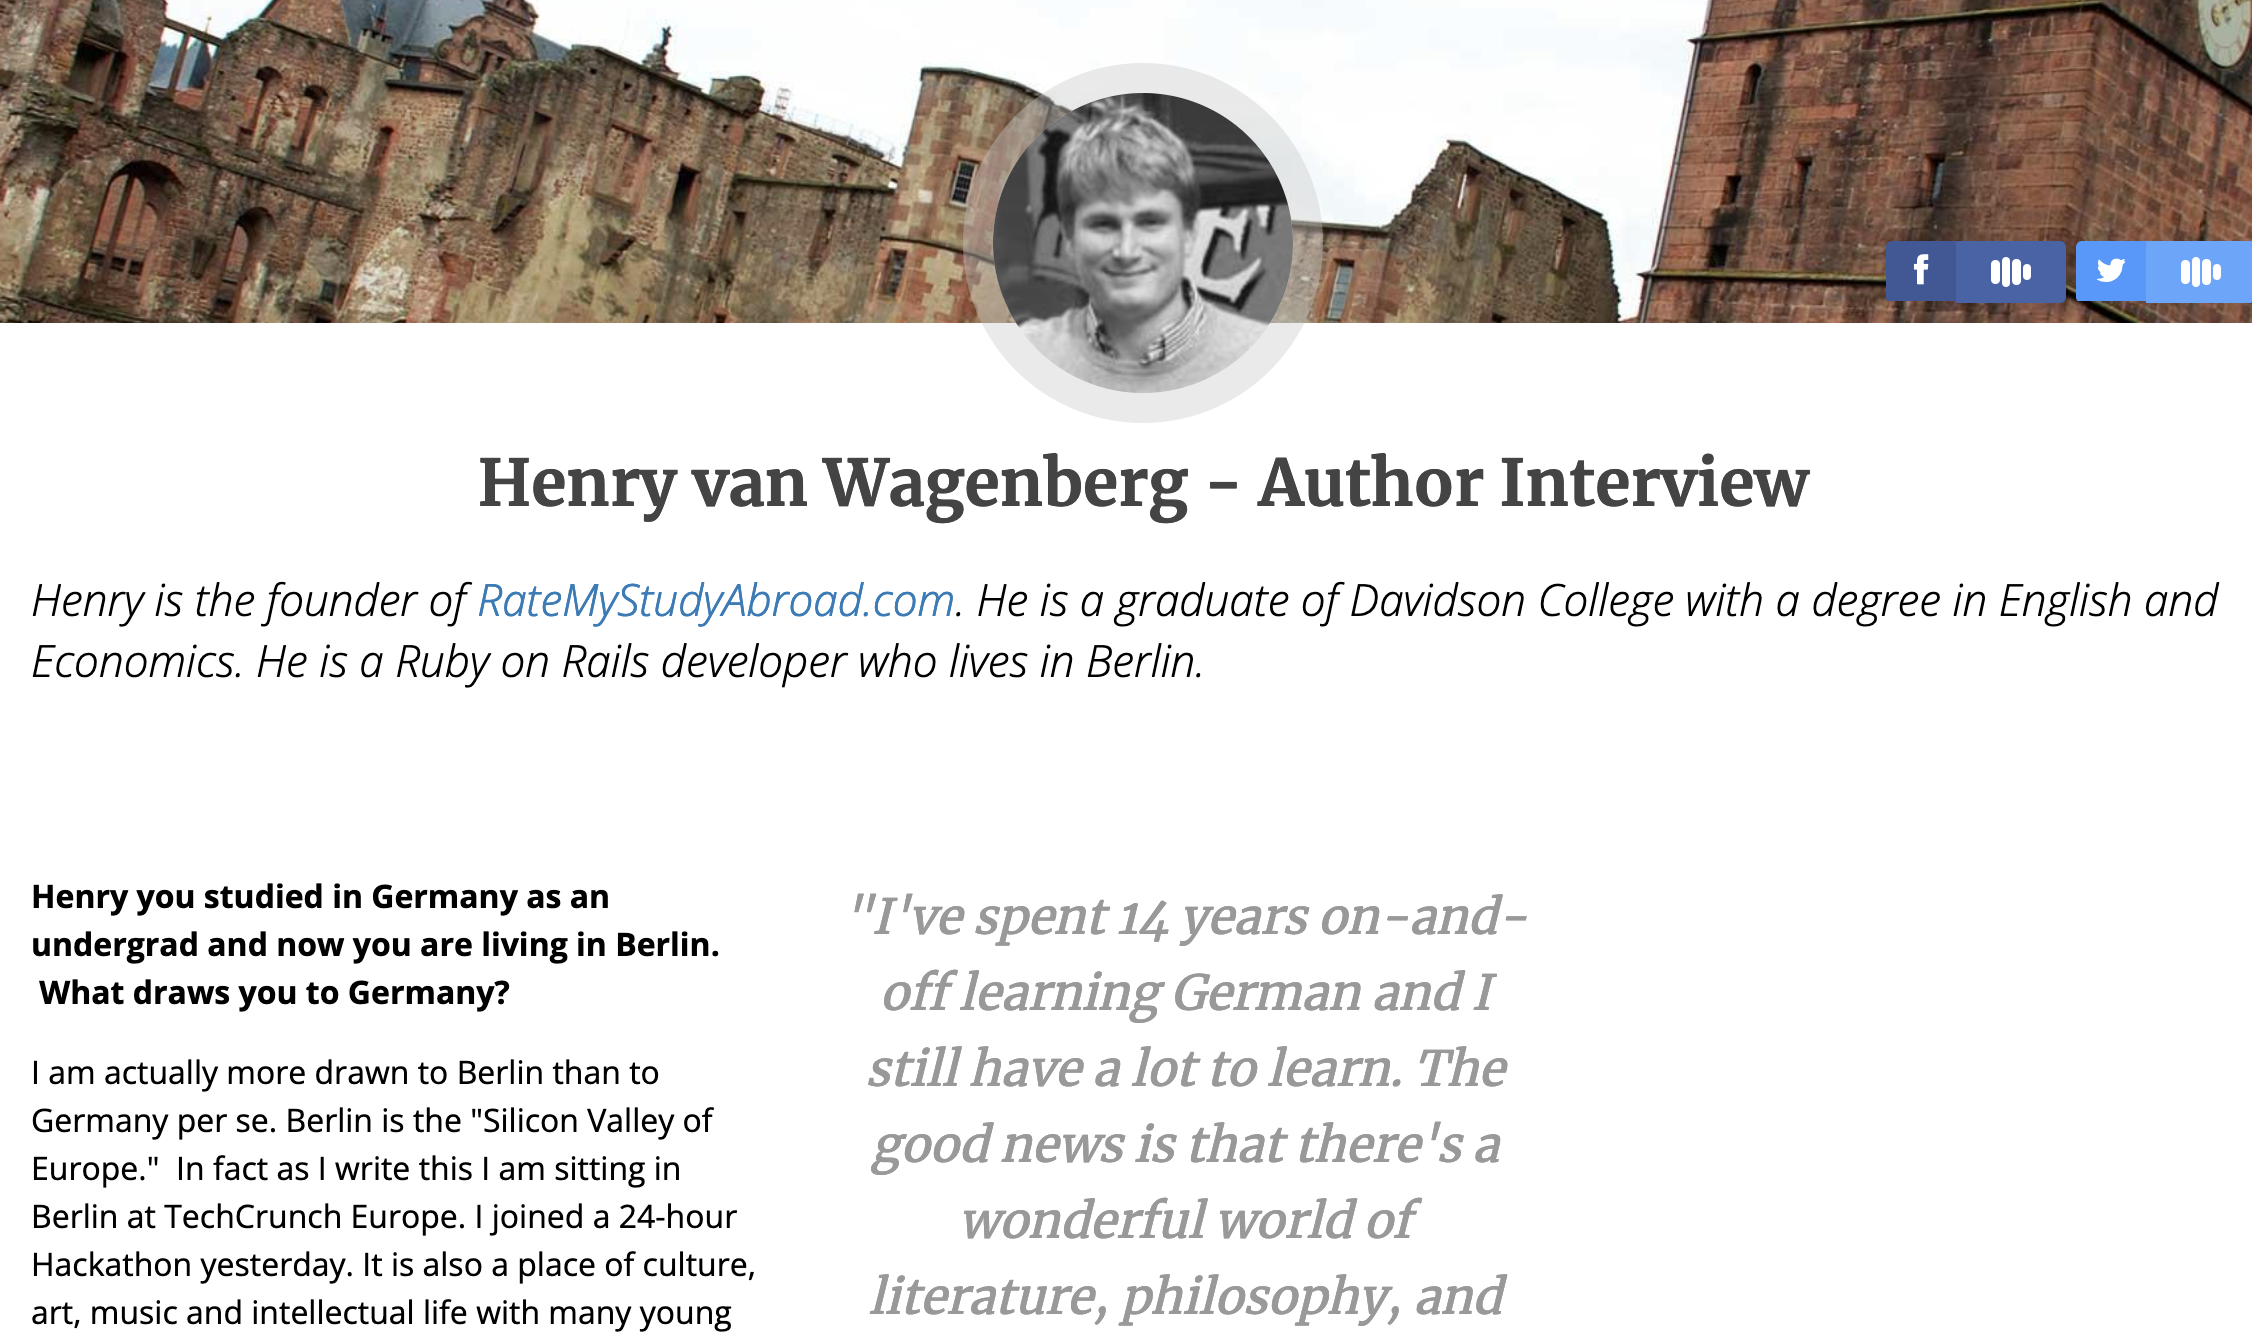 Henry van Wagenberg - Author Interview
Henry is the founder of RateMyStudyAbroad.com. He is a graduate of Davidson College with a degree in English and
Economics. He is a Ruby on Rails developer who lives in Berlin.
Henry you studied in Germany as an
undergrad and now you are living in Berlin.
What draws you to Germany?
I am actually more drawn to Berlin than to
Germany per se. Berlin is the "Silicon Valley of
Europe."  In fact as I write this I am sitting in
Berlin at TechCrunch Europe. I joined a 24-hour
Hackathon yesterday. It is also a place of culture,
art, music and intellectual life with many young
"I've spent 14 years on-and-
off learning German and I
still have a lot to learn. The
good news is that there's a
wonderful world of
literature, philosophy, and